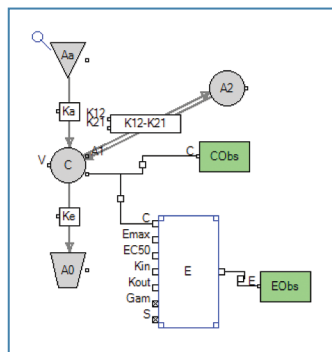 Aa
Ka
K12
K21
K12-K21
A2
A1
V
C
C
CObs
Ke
A0
C
Emax
EC50
Kin
Kout
Gam
S
E
E
EObs